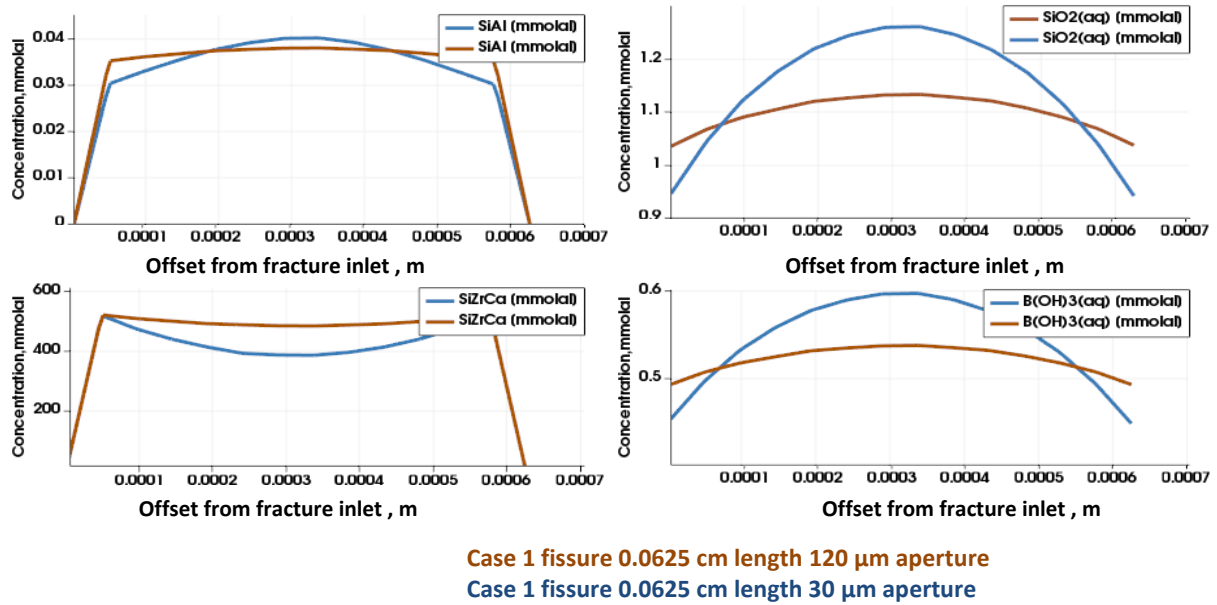 SiAl (mmolal)
SiAl (mmolal)
Concentration,mmolal
0.04
0.03
0.02
0.01
0
0.0001 0.0002 0.0003 0.0004 0.0005 0.0006 0.0007
Offset from fracture inlet , m
SiO2(aq) (mmolal)
SiO2(aq) (mmolal)
Concentration,mmolal
1.2
1.1
1
0.9
0.0001 0.0002 0.0003 0.0004 0.0005 0.0006 0.0007
Offset from fracture inlet , m
SiZrCa (mmolal)
SiZrCa (mmolal)
Concentration,mmolal
600
400
200
0.0001 0.0002 0.0003 0.0004 0.0005 0.0006 0.0007
Offset from fracture inlet , m
B(OH)3(aq) (mmolal)
B(OH)3(aq) (mmolal)
Concentration,mmolal
0.6
0.5
0.0001 0.0002 0.0003 0.0004 0.0005 0.0006 0.0007
Offset from fracture inlet , m
Case 1 fissure 0.0625 cm length 120 μm aperture
Case 1 fissure 0.0625 cm length 30 μm aperture